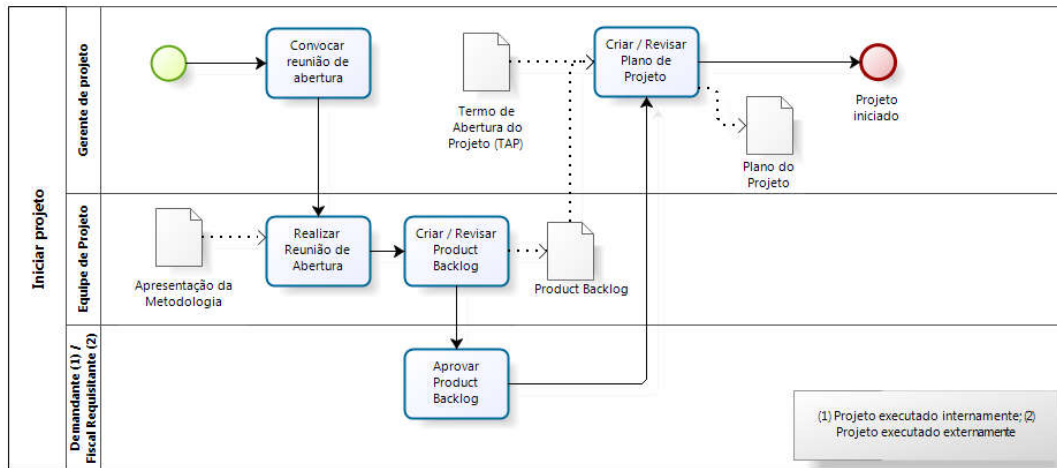 Iniciar projeto
Gerente de projeto
Convocar
reunião de
abertura
Termo de
Abertura do
Projeto (TAP)
Criar / Revisar
Plano de
Projeto
Plano do
Projeto
Projeto
iniciado
Equipe de Projeto
Apresentação da
Metodologia
Realizar
Reunião de
Abertura
Criar / Revisar
Product
Backlog
Product Backlog
Demandante (1) /
Fiscal Requisitante (2)
Aprovar
Product
Backlog
(1) Projeto executado internamente; (2)
Projeto executado externamente